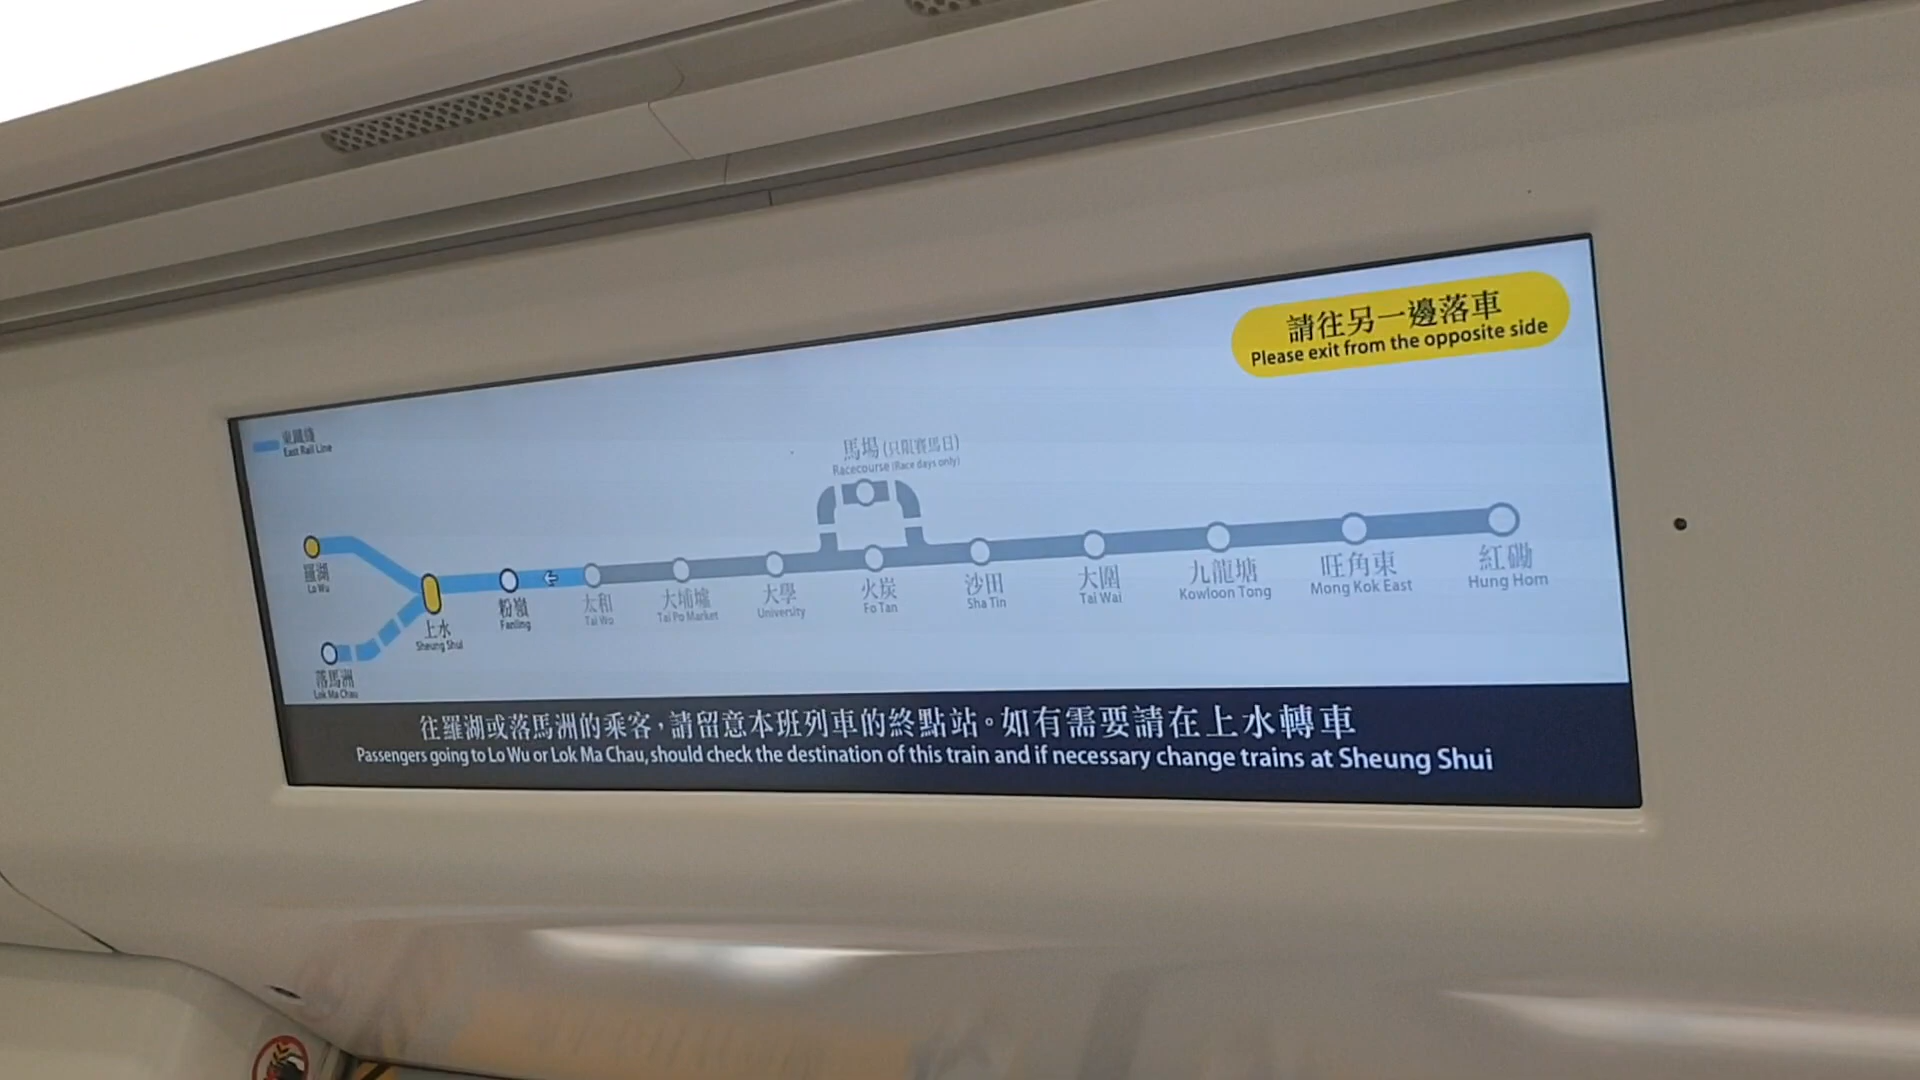 請往另一邊落車
Please exit from the opposite side
東鐵綫
East Rail Line
馬場 (只限賽馬日)
Racecourse (Race days only)
羅湖
Lo Wu
落馬洲
Lok Ma Chau
上水
Sheung Shui
粉嶺
Fanling
太和
Tai Wo
大埔墟
Tai Po Market
大學
University
火炭
Fo Tan
沙田
Sha Tin
大圍
Tai Wai
九龍塘
Kowloon Tong
旺角東
Mong Kok East
紅磡
Hung Hom
往羅湖或落馬洲的乘客，請留意本班列車的終點站。如有需要請在上水轉車
Passengers going to Lo Wu or Lok Ma Chau, should check the destination of this train and if necessary change trains at Sheung Shui